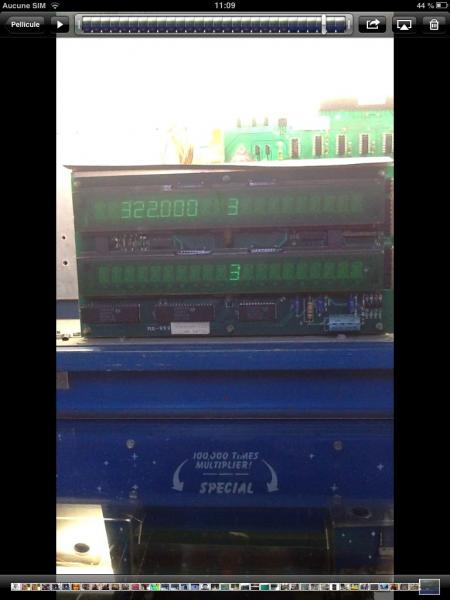 Aucune SIM 11:09 44 %
Pellicule
322.000 3
3
100,000 TIMES
MULTIPLIER!
SPECIAL